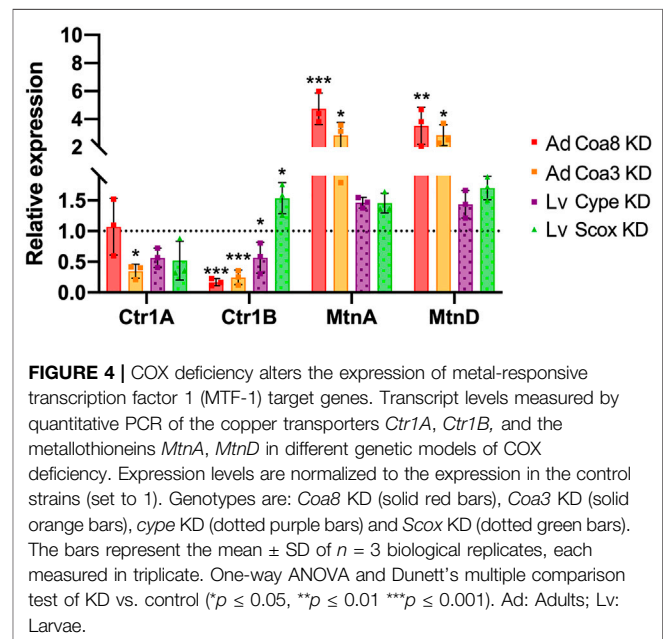 Relative expression
10
8
6
4
2
1.5
1.0
0.5
0.0
*
***
***
*
*
***
*
**
*
Ctr1A
Ctr1B
MtnA
MtnD
Ad Coa8 KD
Ad Coa3 KD
Lv Cype KD
Lv Scox KD
FIGURE 4 | COX deficiency alters the expression of metal-responsive
transcription factor 1 (MTF-1) target genes. Transcript levels measured by
quantitative PCR of the copper transporters Ctr1A, Ctr1B, and the
metallothioneins MtnA, MtnD in different genetic models of COX
deficiency. Expression levels are normalized to the expression in the control
strains (set to 1). Genotypes are: Coa8 KD (solid red bars), Coa3 KD (solid
orange bars), cype KD (dotted purple bars) and Scox KD (dotted green bars).
The bars represent the mean ± SD of n = 3 biological replicates, each
measured in triplicate. One-way ANOVA and Dunett’s multiple comparison
test of KD vs. control (*p ≤ 0.05, **p ≤ 0.01 ***p ≤ 0.001). Ad: Adults; Lv:
Larvae.